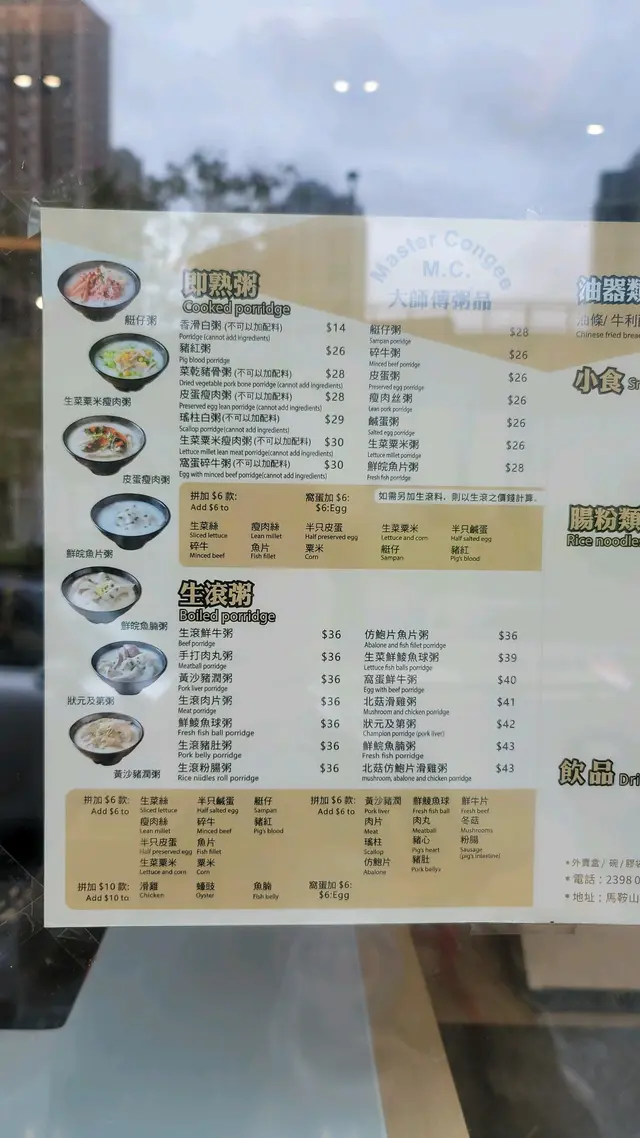 Master Congee
M.C.
大師傅粥品
即熟粥
Cooked porridge
香滑白粥 (不可以加配料) $14
Porridge (cannot add ingredients)
豬紅粥 $26
Pig blood porridge
菜乾豬骨粥 (不可以加配料) $28
Dried vegetable pork bone porridge (cannot add ingredients)
皮蛋瘦肉粥 (不可以加配料) $28
Preserved egg lean porridge(cannot add ingredients)
瑤柱白粥 (不可以加配料) $29
Scallop porridge(cannot add ingredients)
生菜粟米瘦肉粥 (不可以加配料) $30
Lettuce millet lean meat porridge(cannot add ingredients)
窩蛋碎牛粥 (不可以加配料) $30
Egg with minced beef porridge(cannot add ingredients)
艇仔粥 $28
Sampan porridge
碎牛粥 $26
Minced beef porridge
皮蛋粥 $26
Preserved egg porridge
瘦肉丝粥 $26
Lean pork porridge
鹹蛋粥 $26
Salted egg porridge
生菜粟米粥 $26
Lettuce millet porridge
鮮皖魚片粥 $28
Fresh fish porridge
艇仔粥
生菜粟米瘦肉粥
皮蛋瘦肉粥
鮮皖魚片粥
鮮皖魚腩粥
狀元及第粥
黃沙豬潤粥
拼加 $6 款:
Add $6 to
窩蛋加 $6:
$6:Egg
如需另加生滾料，則以生滾之價錢計算.
生菜絲 瘦肉絲 半只皮蛋 生菜粟米 半只鹹蛋
Sliced lettuce Lean millet Half preserved egg Lettuce and corn Half salted egg
碎牛 魚片 粟米 艇仔 豬紅
Minced beef Fish fillet Corn Sampan Pig's blood
生滾粥
Boiled porridge
生滾鮮牛粥 $36
Beef porridge
手打肉丸粥 $36
Meatball porridge
黃沙豬潤粥 $36
Pork liver porridge
生滾肉片粥 $36
Meat porridge
鮮鯪魚球粥 $36
Fresh fish ball porridge
生滾豬肚粥 $36
Pork belly porridge
生滾粉腸粥 $36
Rice niidles roll porridge
仿鮑片魚片粥 $36
Abalone and fish fillet porridge
生菜鮮鯪魚球粥 $39
Lettuce fish balls porridge
窩蛋鮮牛粥 $40
Egg with beef porridge
北菇滑雞粥 $41
Mushroom and chicken porridge
狀元及第粥 $42
Champion porridge (pork liver)
鮮皖魚腩粥 $43
Fresh fish porridge
北菇仿鮑片滑雞粥 $43
mushroom, abalone and chicken porridge
拼加 $6 款: 生菜絲 半只鹹蛋 艇仔
Add $6 to Sliced lettuce Half salted egg Sampan
瘦肉絲 碎牛 豬紅
Lean millet Minced beef Pig's blood
半只皮蛋 魚片
Half preserved egg Fish fillet
生菜粟米 粟米
Lettuce and corn Corn
拼加 $10 款: 滑雞 蠔豉 魚腩
Add $10 to Chicken Oyster Fish belly
拼加 $6 款: 黃沙豬潤 鮮鯪魚球 鮮牛片
Add $6 to Pork liver Fresh fish ball Fresh beef
肉片 肉丸 冬菇
Meat Meatball Mushrooms
瑤柱 豬心 粉腸
Scallop Pig's heart Sausage
(pig's intestine)
仿鮑片 豬肚
Abalone Pork bellyy
窩蛋加 $6:
$6:Egg
油器類
油條/ 牛利
Chinese fried brea
小食
腸粉類
Rice noodle
飲品 Dri
*外賣盒/ 碗/膠袋
*電話：2398 0
*地址：馬鞍山